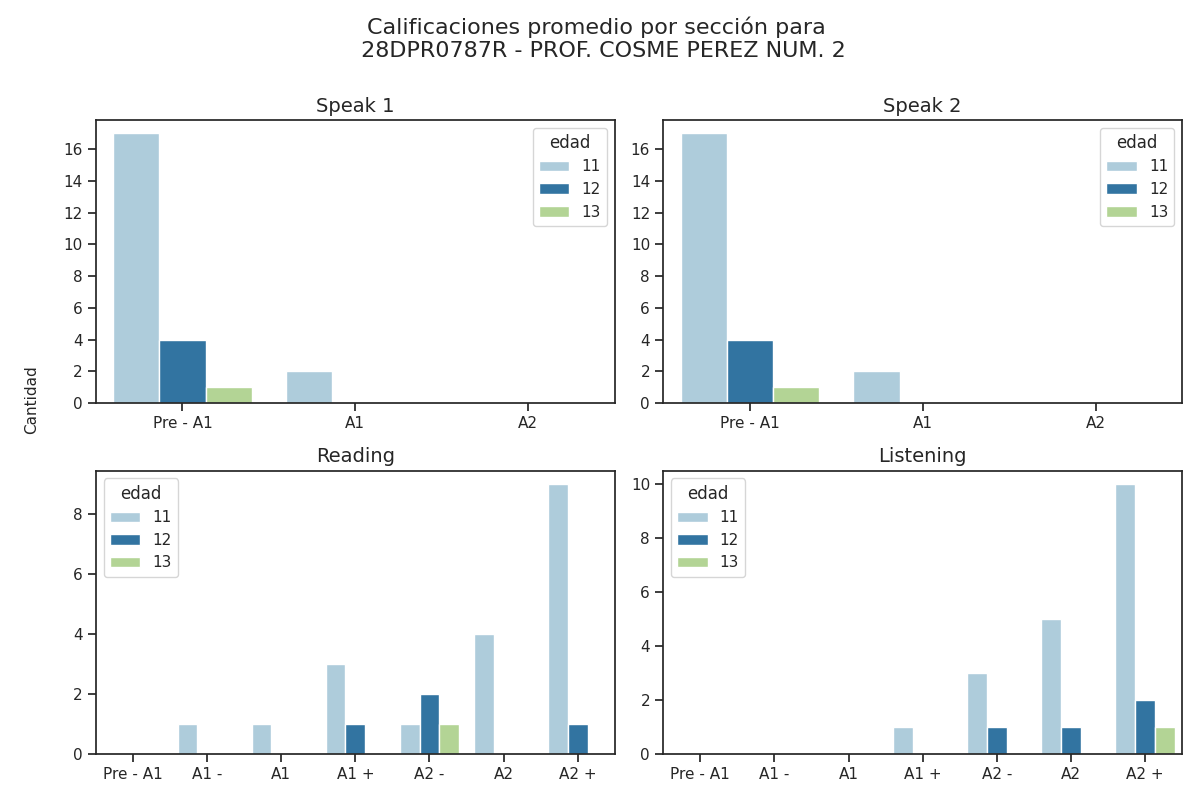 Calificaciones promedio por sección para
28DPR0787R - PROF. COSME PEREZ NUM. 2
Cantidad
Speak 1
16
14
12
10
8
6
4
2
0
Pre - A1 A1 A2
edad
11
12
13
Speak 2
16
14
12
10
8
6
4
2
0
Pre - A1 A1 A2
edad
11
12
13
Reading
8
6
4
2
0
Pre - A1 A1 - A1 A1 + A2 - A2 A2 +
edad
11
12
13
Listening
10
8
6
4
2
0
Pre - A1 A1 - A1 A1 + A2 - A2 A2 +
edad
11
12
13